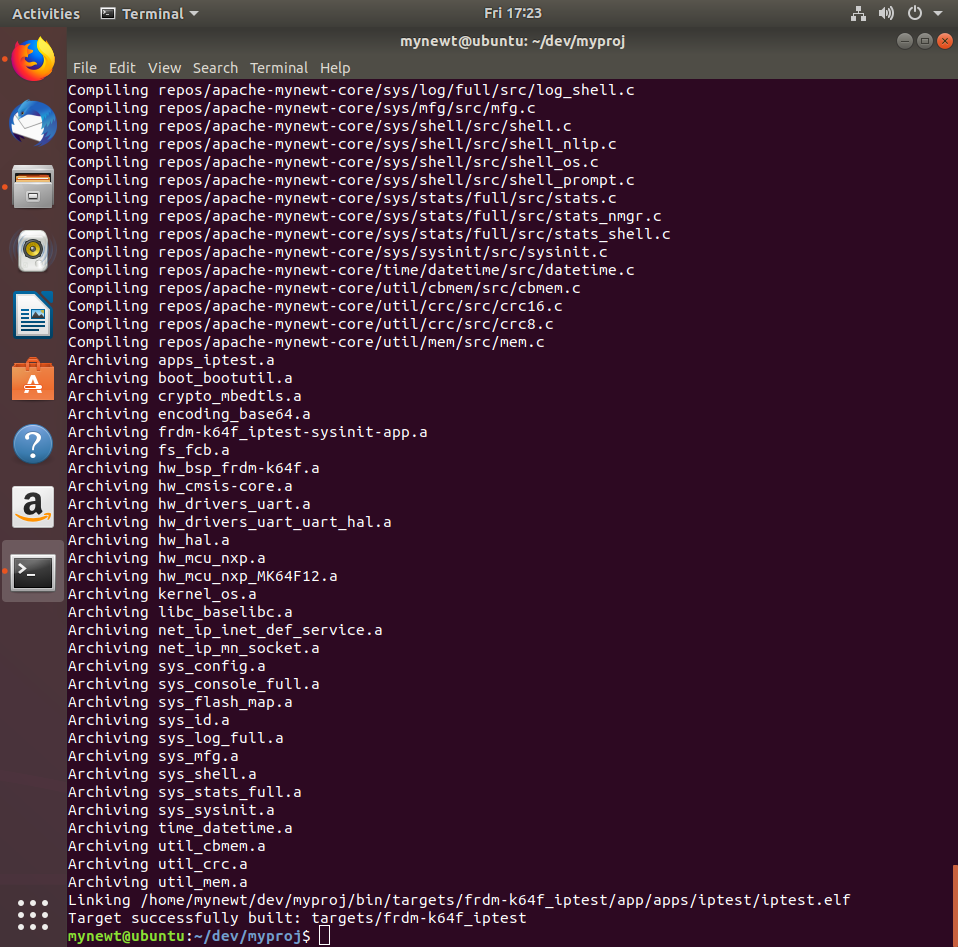 Activities Terminal Fri 17:23
mynewt@ubuntu: ~/dev/myproj
File Edit View Search Terminal Help
Compiling repos/apache-mynewt-core/sys/log/full/src/log_shell.c
Compiling repos/apache-mynewt-core/sys/mfg/src/mfg.c
Compiling repos/apache-mynewt-core/sys/shell/src/shell.c
Compiling repos/apache-mynewt-core/sys/shell/src/shell_nlip.c
Compiling repos/apache-mynewt-core/sys/shell/src/shell_os.c
Compiling repos/apache-mynewt-core/sys/shell/src/shell_prompt.c
Compiling repos/apache-mynewt-core/sys/stats/full/src/stats.c
Compiling repos/apache-mynewt-core/sys/stats/full/src/stats_nmgr.c
Compiling repos/apache-mynewt-core/sys/stats/full/src/stats_shell.c
Compiling repos/apache-mynewt-core/sys/sysinit/src/sysinit.c
Compiling repos/apache-mynewt-core/time/datetime/src/datetime.c
Compiling repos/apache-mynewt-core/util/cbmem/src/cbmem.c
Compiling repos/apache-mynewt-core/util/crc/src/crc16.c
Compiling repos/apache-mynewt-core/util/crc/src/crc8.c
Compiling repos/apache-mynewt-core/util/mem/src/mem.c
Archiving apps_iptest.a
Archiving boot_bootutil.a
Archiving crypto_mbedtls.a
Archiving encoding_base64.a
Archiving frdm-k64f_iptest-sysinit-app.a
Archiving fs_fcb.a
Archiving hw_bsp_frdm-k64f.a
Archiving hw_cmsis-core.a
Archiving hw_drivers_uart.a
Archiving hw_drivers_uart_uart_hal.a
Archiving hw_hal.a
Archiving hw_mcu_nxp.a
Archiving hw_mcu_nxp_MK64F12.a
Archiving kernel_os.a
Archiving libc_baselibc.a
Archiving net_ip_inet_def_service.a
Archiving net_ip_mn_socket.a
Archiving sys_config.a
Archiving sys_console_full.a
Archiving sys_flash_map.a
Archiving sys_id.a
Archiving sys_log_full.a
Archiving sys_mfg.a
Archiving sys_shell.a
Archiving sys_stats_full.a
Archiving sys_sysinit.a
Archiving time_datetime.a
Archiving util_cbmem.a
Archiving util_crc.a
Archiving util_mem.a
Linking /home/mynewt/dev/myproj/bin/targets/frdm-k64f_iptest/app/apps/iptest/iptest.elf
Target successfully built: targets/frdm-k64f_iptest
mynewt@ubuntu:~/dev/myproj$